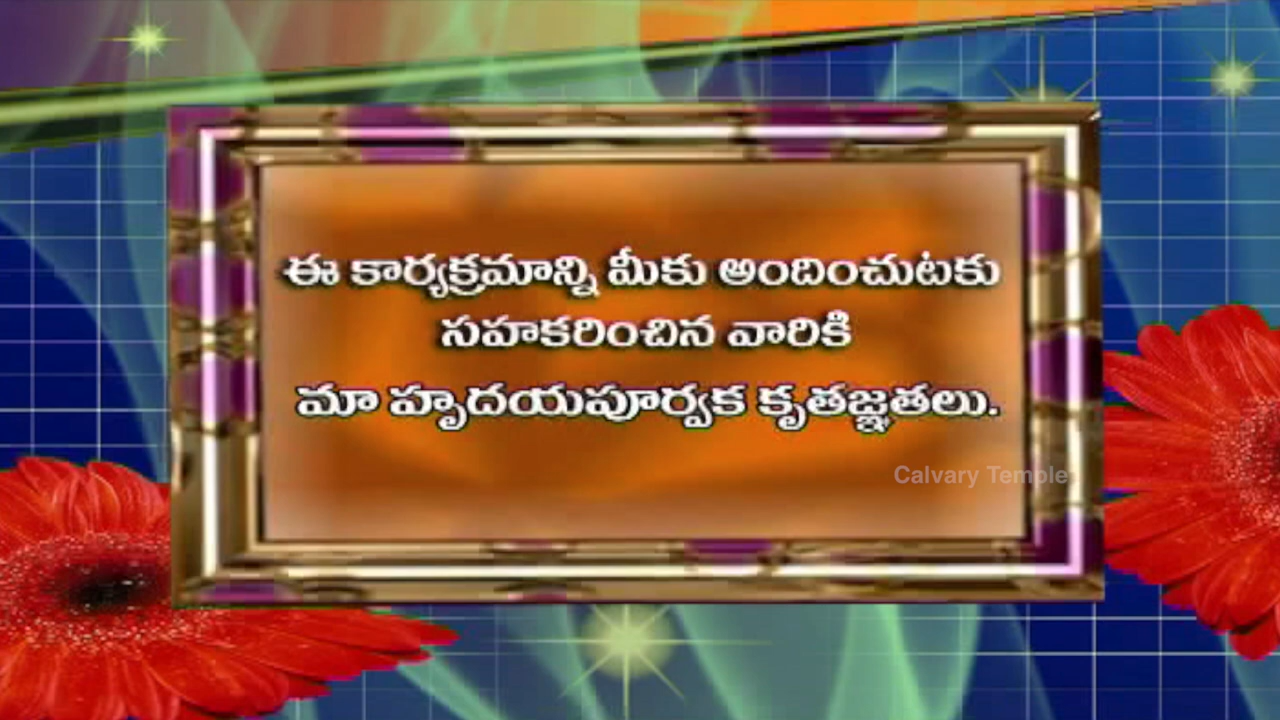 ఈ కార్యక్రమాన్ని మీకు అందించుటకు
సహకరించిన వారికి
మా హృదయపూర్వక కృతజ్ఞతలు.
Calvary Temple